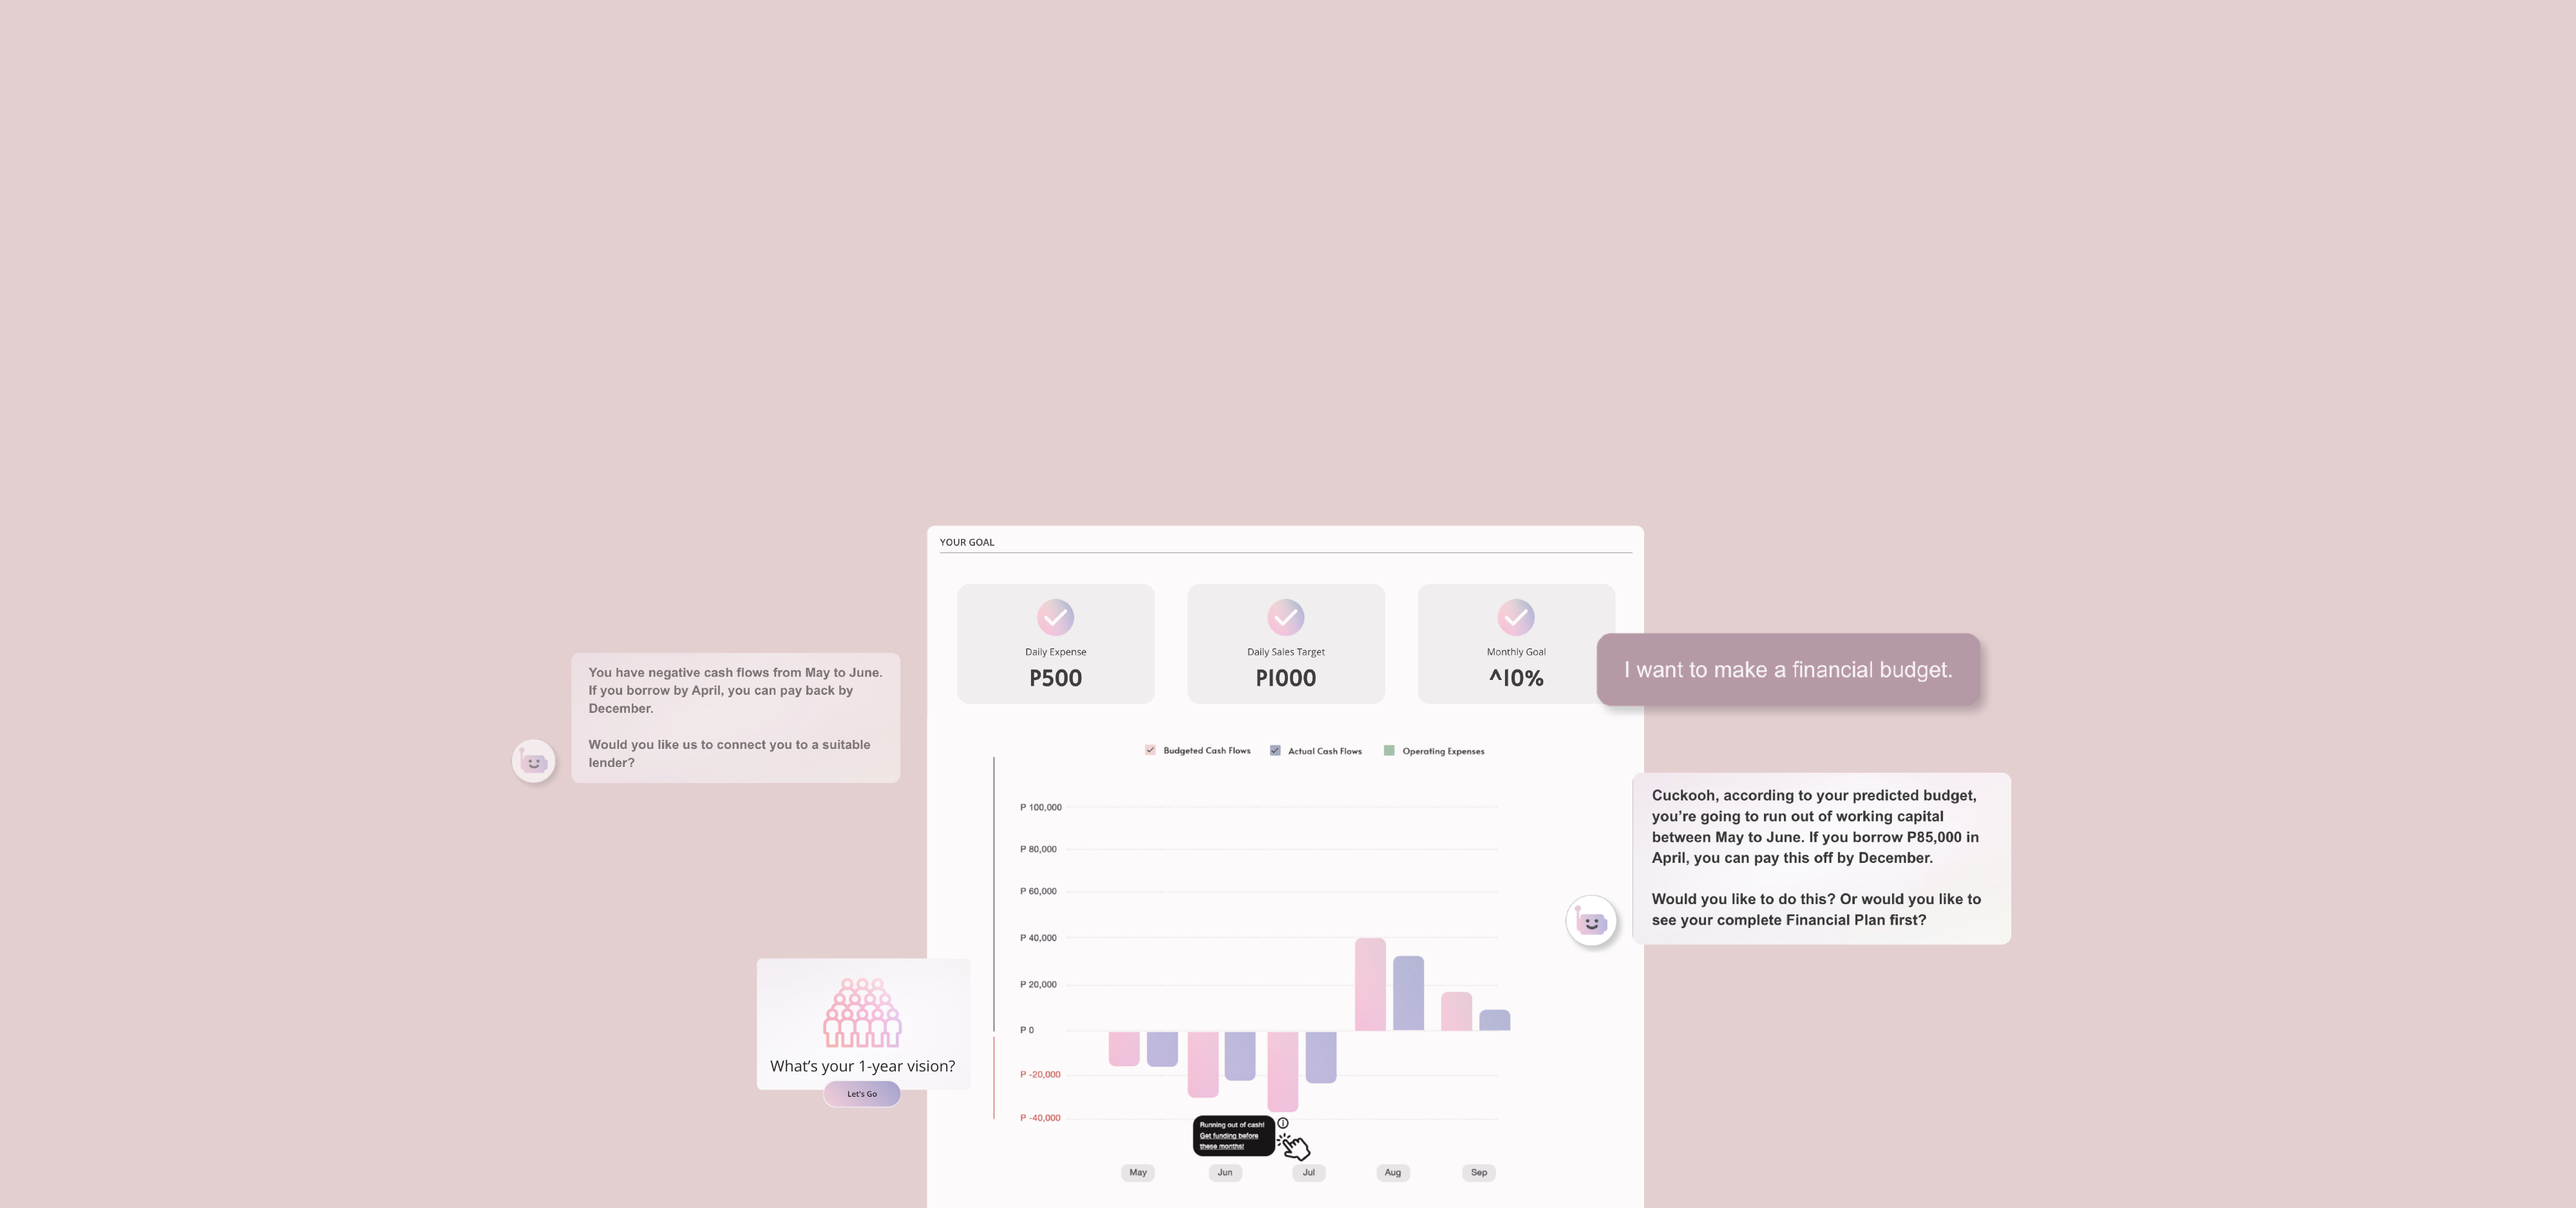 YOUR GOAL
Daily Expense
P500
Daily Sales Target
P1000
Monthly Goal
^10%
I want to make a financial budget.
You have negative cash flows from May to June.
If you borrow by April, you can pay back by
December.
Would you like us to connect you to a suitable
lender?
Budgeted Cash Flows
Actual Cash Flows
Operating Expenses
Cuckooh, according to your predicted budget,
you're going to run out of working capital
between May to June. If you borrow P85,000 in
April, you can pay this off by December.
Would you like to do this? Or would you like to
see your complete Financial Plan first?
P 100,000
P 80,000
P 60,000
P 40,000
P 20,000
P 0
P -20,000
P -40,000
What's your 1-year vision?
Let's Go
Running out of cash!
Get funding before
these months!
May
Jun
Jul
Aug
Sep